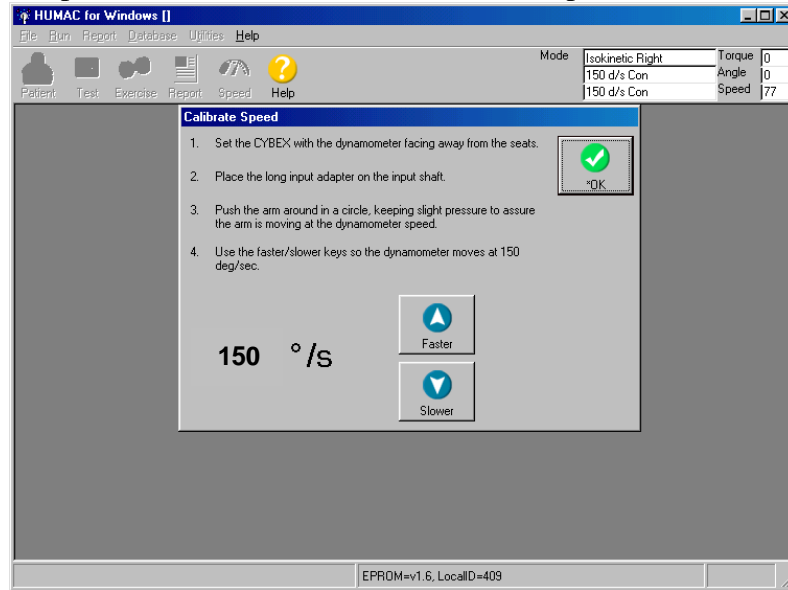 HUMAC for Windows []
File Run Report Database Utilities Help
Patient Test Exercise Report Speed Help
Mode Isokinetic Right Torque 0
150 d/s Con Angle 0
150 d/s Con Speed 77
Calibrate Speed
1. Set the CYBEX with the dynamometer facing away from the seats.
2. Place the long input adapter on the input shaft.
3. Push the arm around in a circle, keeping slight pressure to assure
the arm is moving at the dynamometer speed.
4. Use the faster/slower keys so the dynamometer moves at 150
deg/sec.
*OK
150 °/s
Faster
Slower
EPROM=v1.6, LocalID=409